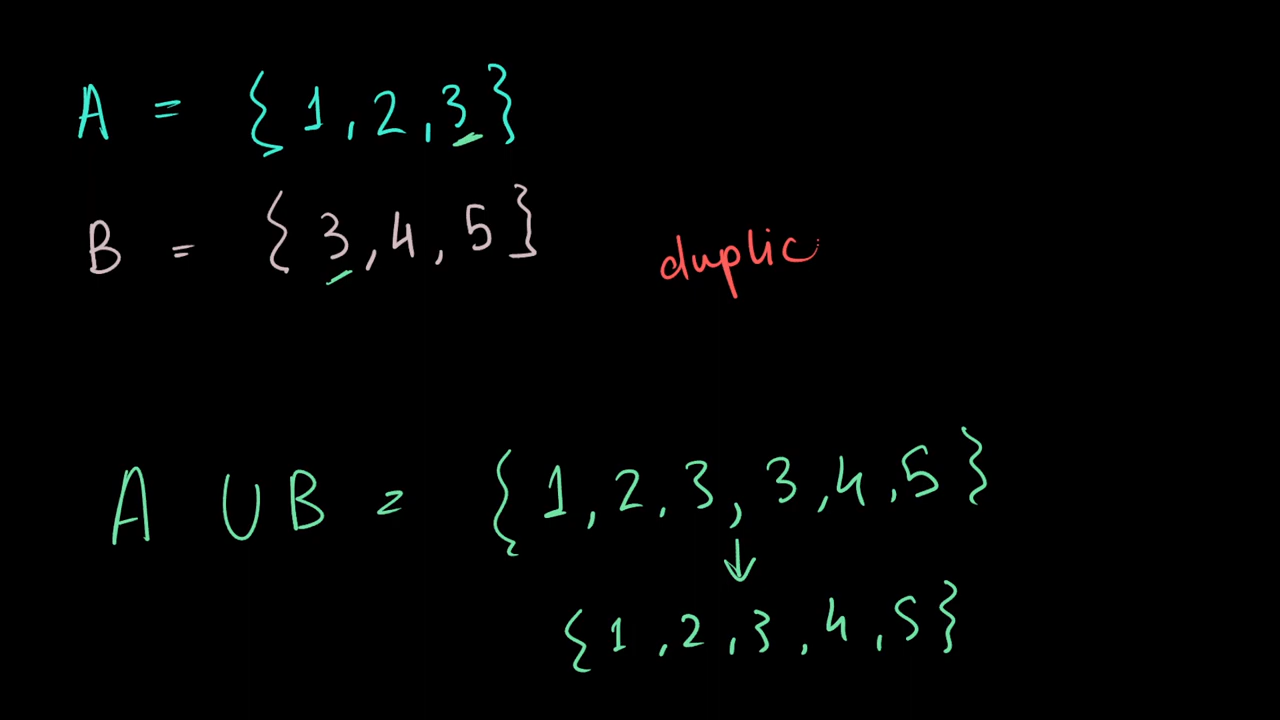 A = {1,2,3}
B = {3,4,5}
duplic
A ∪ B = {1,2,3,3,4,5}
↓
{1,2,3,4,5}